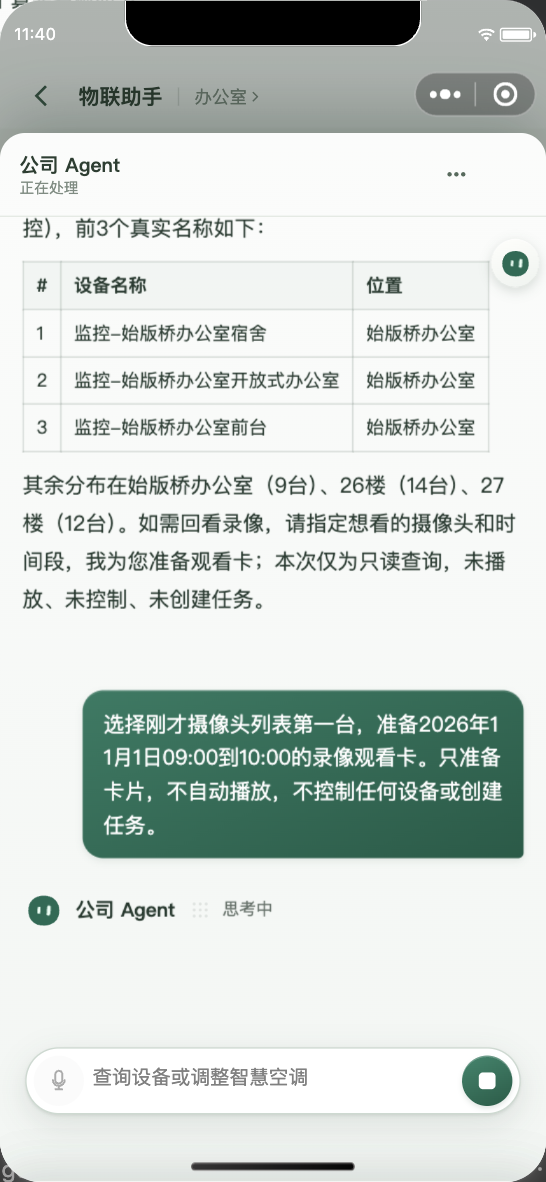 11:40
物联助手 | 办公室 >
公司 Agent
正在处理
控），前3个真实名称如下：
# 设备名称 位置
1 监控-始版桥办公室宿舍 始版桥办公室
2 监控-始版桥办公室开放式办公室 始版桥办公室
3 监控-始版桥办公室前台 始版桥办公室
其余分布在始版桥办公室（9台）、26楼（14台）、27
楼（12台）。如需回看录像，请指定想看的摄像头和时
间段，我为您准备观看卡；本次仅为只读查询，未播
放、未控制、未创建任务。
选择刚才摄像头列表第一台，准备2026年1
1月1日09:00到10:00的录像观看卡。只准备
卡片，不自动播放，不控制任何设备或创建
任务。
公司 Agent 思考中
查询设备或调整智慧空调